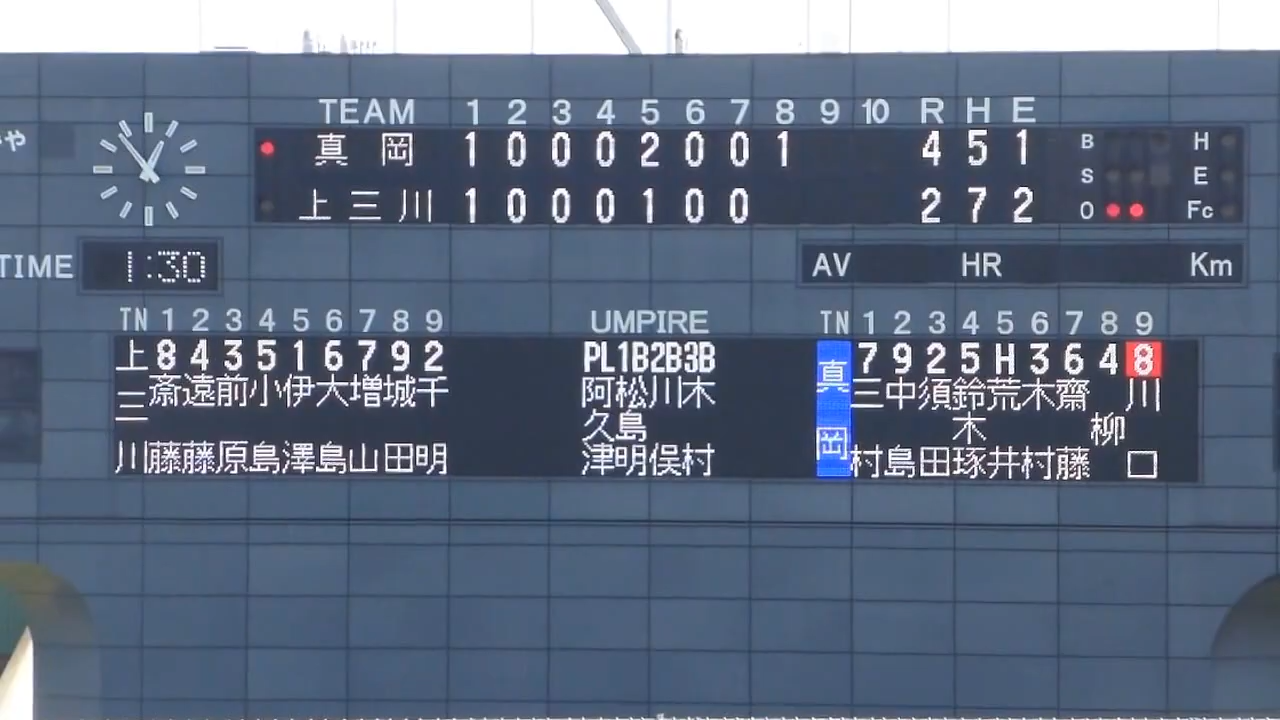 や
TEAM 1 2 3 4 5 6 7 8 9 10 R H E
真 岡 1 0 0 0 2 0 0 1 4 5 1 B H
S E
上 三 川 1 0 0 0 1 0 0 2 7 2 O Fc
TIME 1:30
AV HR Km
TN 1 2 3 4 5 6 7 8 9
上 8 4 3 5 1 6 7 9 2
三 斎遠前小伊大増城千
川 藤藤原島澤島山田明
UMPIRE
PL1B2B3B
阿松川木
久島
津明俣村
TN 1 2 3 4 5 6 7 8 9
真 7 9 2 5 H 3 6 4 8
三中須鈴荒木齋 川
岡 木 柳
村島田琢井村藤 口